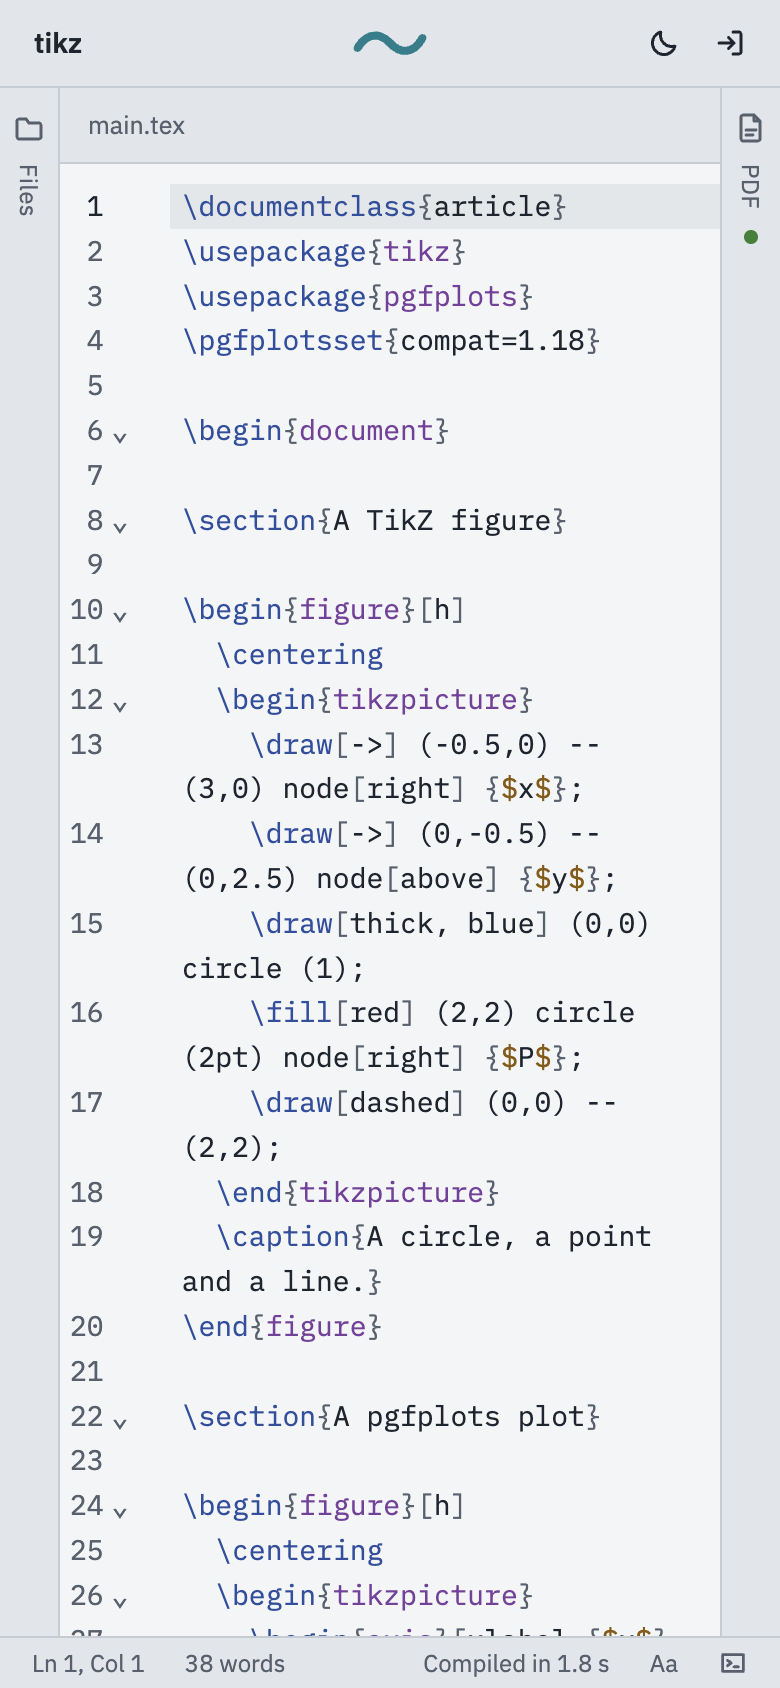 tikz
main.tex
Files
PDF
1 \documentclass{article}
2 \usepackage{tikz}
3 \usepackage{pgfplots}
4 \pgfplotsset{compat=1.18}
5
6 \begin{document}
7
8 \section{A TikZ figure}
9
10 \begin{figure}[h]
11   \centering
12   \begin{tikzpicture}
13     \draw[->] (-0.5,0) --
(3,0) node[right] {$x$};
14     \draw[->] (0,-0.5) --
(0,2.5) node[above] {$y$};
15     \draw[thick, blue] (0,0)
circle (1);
16     \fill[red] (2,2) circle
(2pt) node[right] {$P$};
17     \draw[dashed] (0,0) --
(2,2);
18   \end{tikzpicture}
19   \caption{A circle, a point
and a line.}
20 \end{figure}
21
22 \section{A pgfplots plot}
23
24 \begin{figure}[h]
25   \centering
26   \begin{tikzpicture}
Ln 1, Col 1 38 words Compiled in 1.8 s Aa